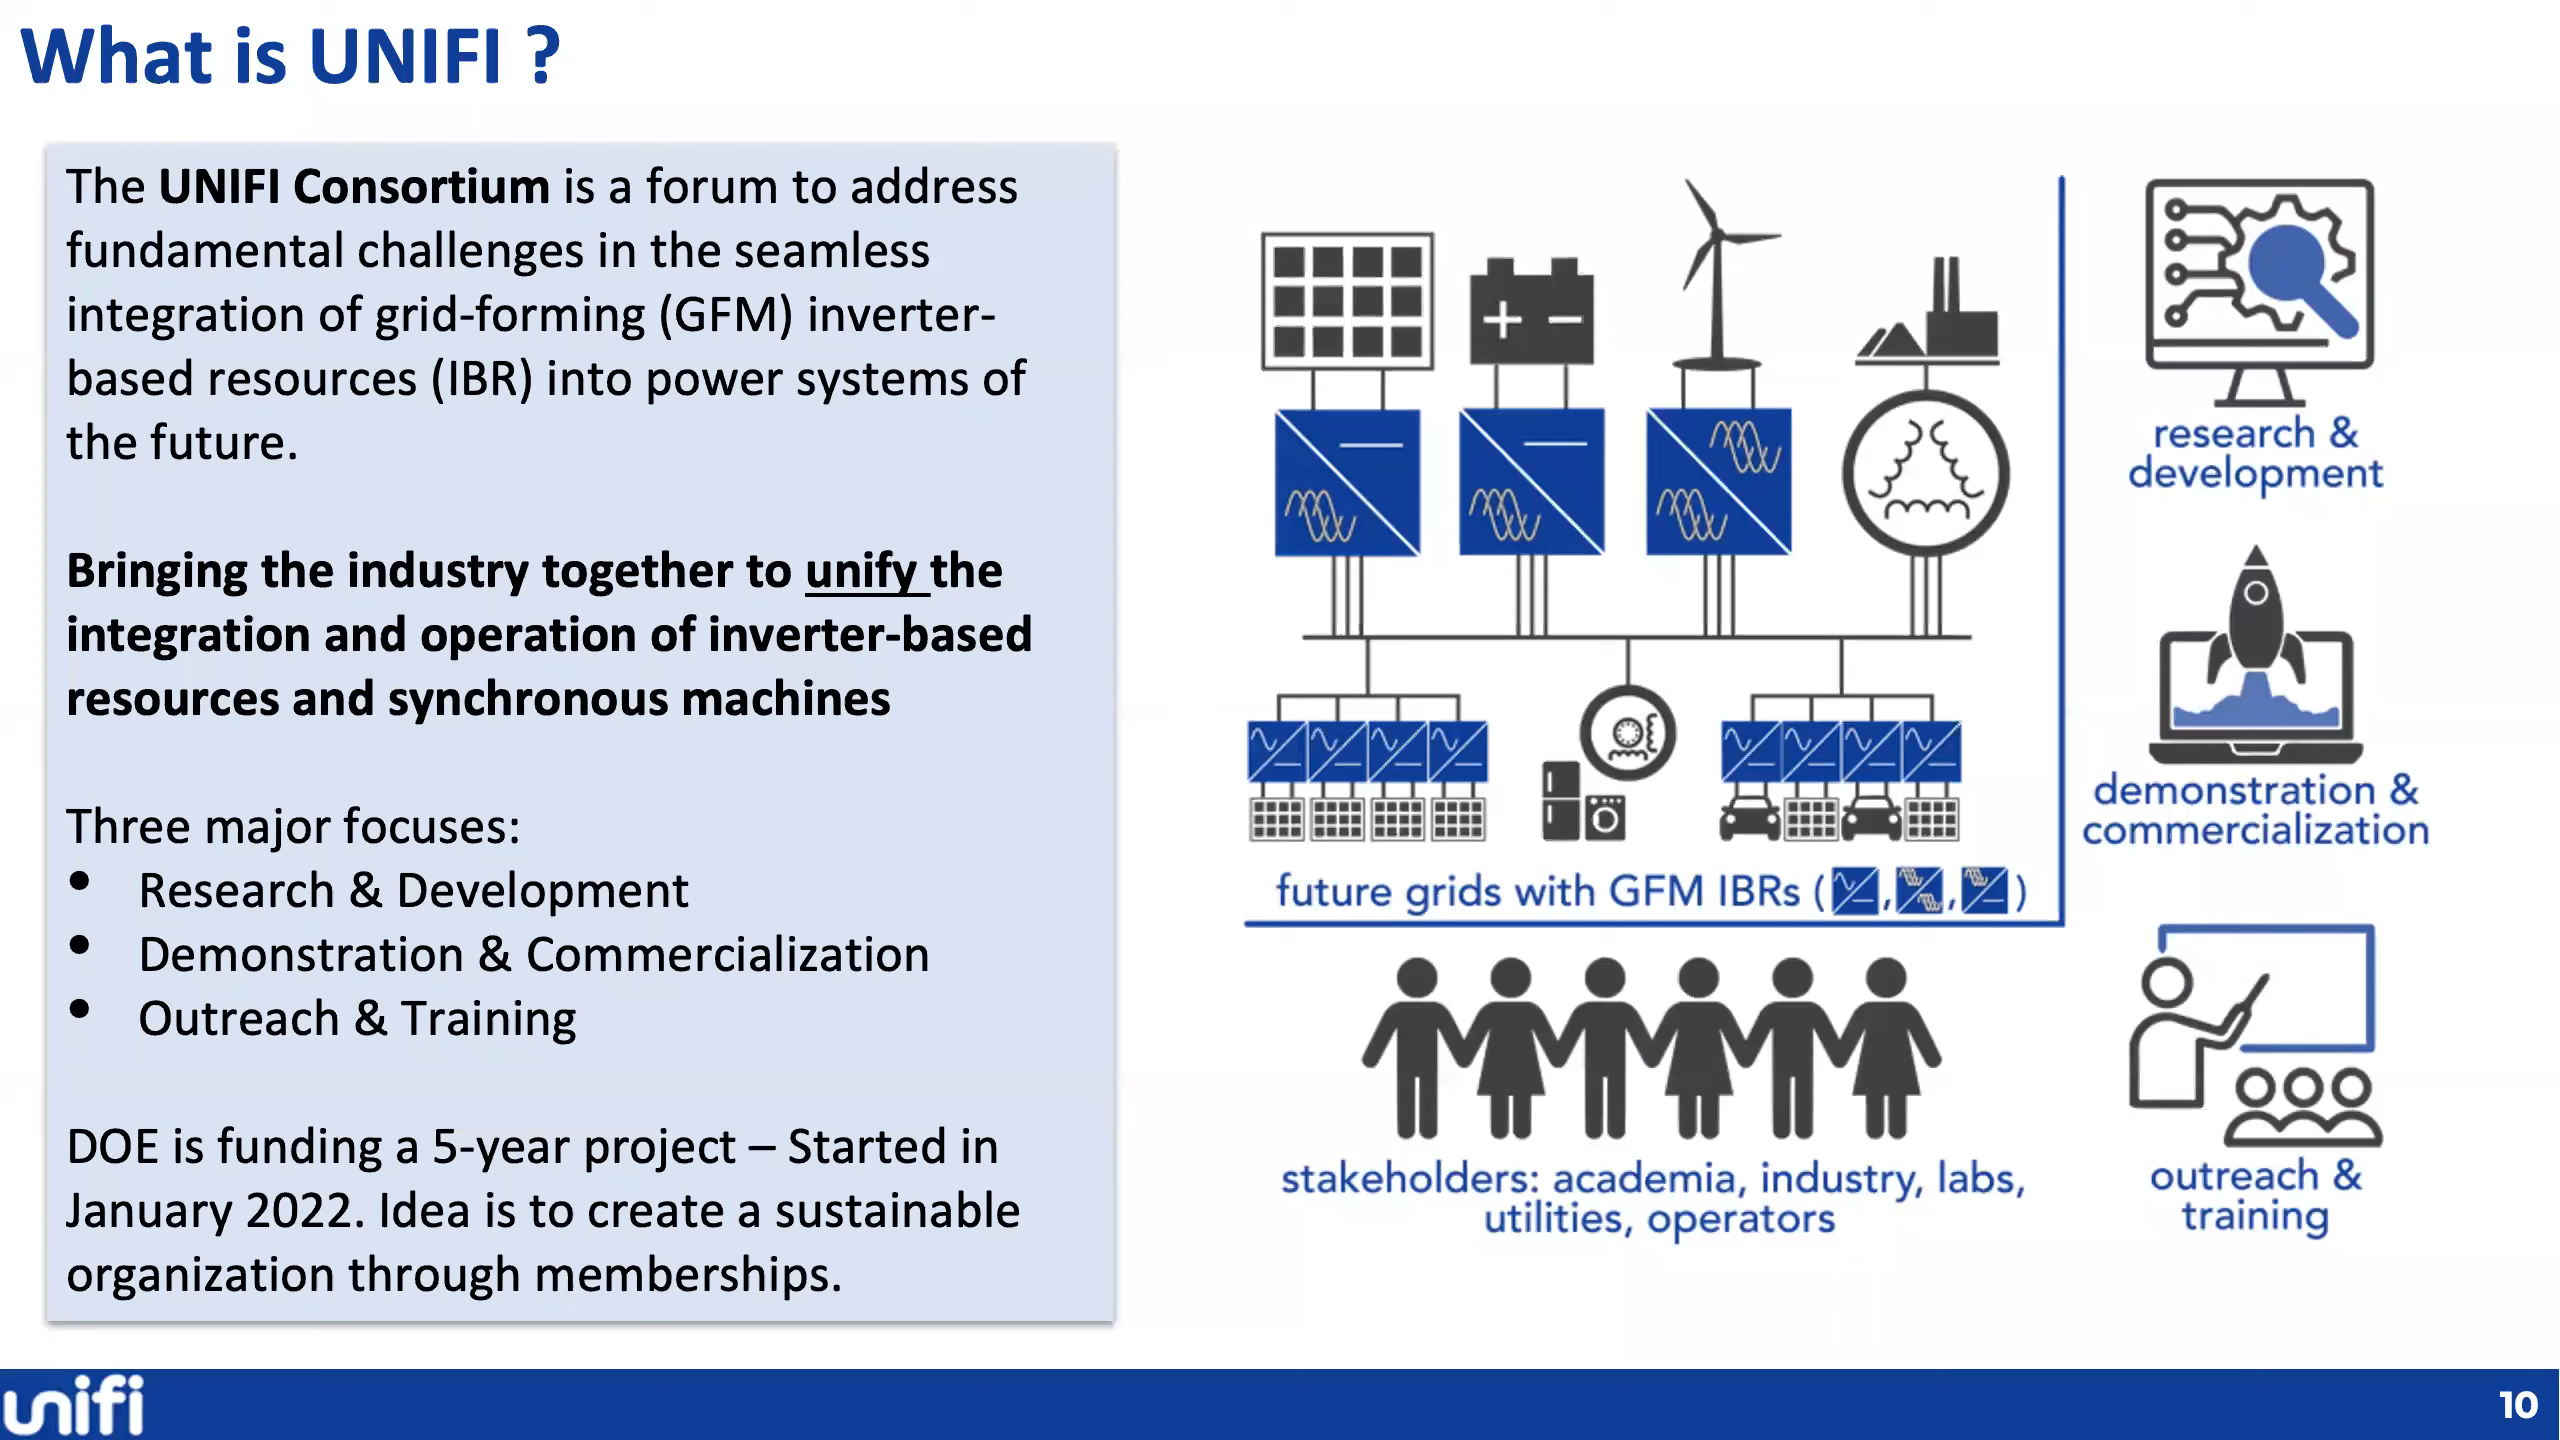 What is UNIFI ?
The UNIFI Consortium is a forum to address
fundamental challenges in the seamless
integration of grid-forming (GFM) inverter-
based resources (IBR) into power systems of
the future.
Bringing the industry together to unify the
integration and operation of inverter-based
resources and synchronous machines
Three major focuses:
• Research & Development
• Demonstration & Commercialization
• Outreach & Training
DOE is funding a 5-year project – Started in
January 2022. Idea is to create a sustainable
organization through memberships.
future grids with GFM IBRs ( , , )
stakeholders: academia, industry, labs,
utilities, operators
research &
development
demonstration &
commercialization
outreach &
training
unifi
10